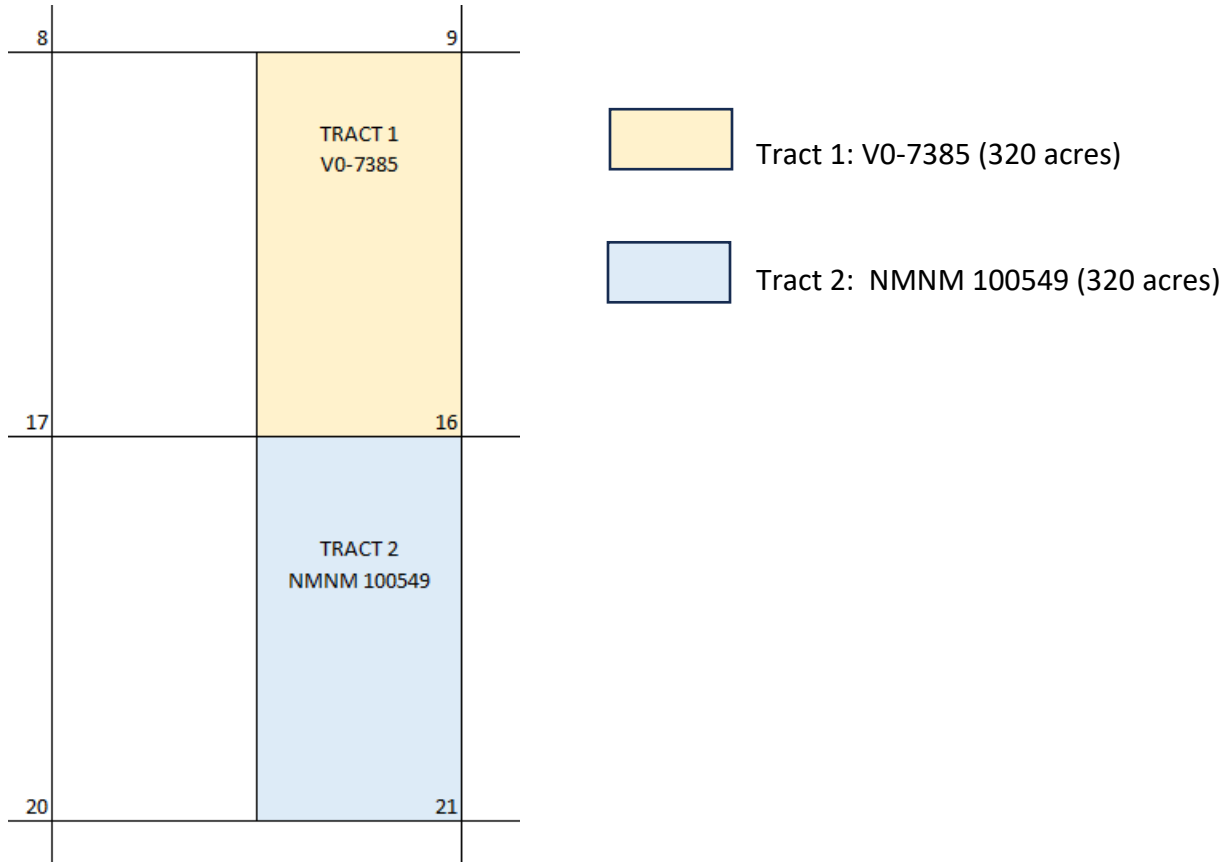 8 9
TRACT 1
V0-7385
Tract 1: V0-7385 (320 acres)
Tract 2:  NMNM 100549 (320 acres)
17 16
TRACT 2
NMNM 100549
20 21